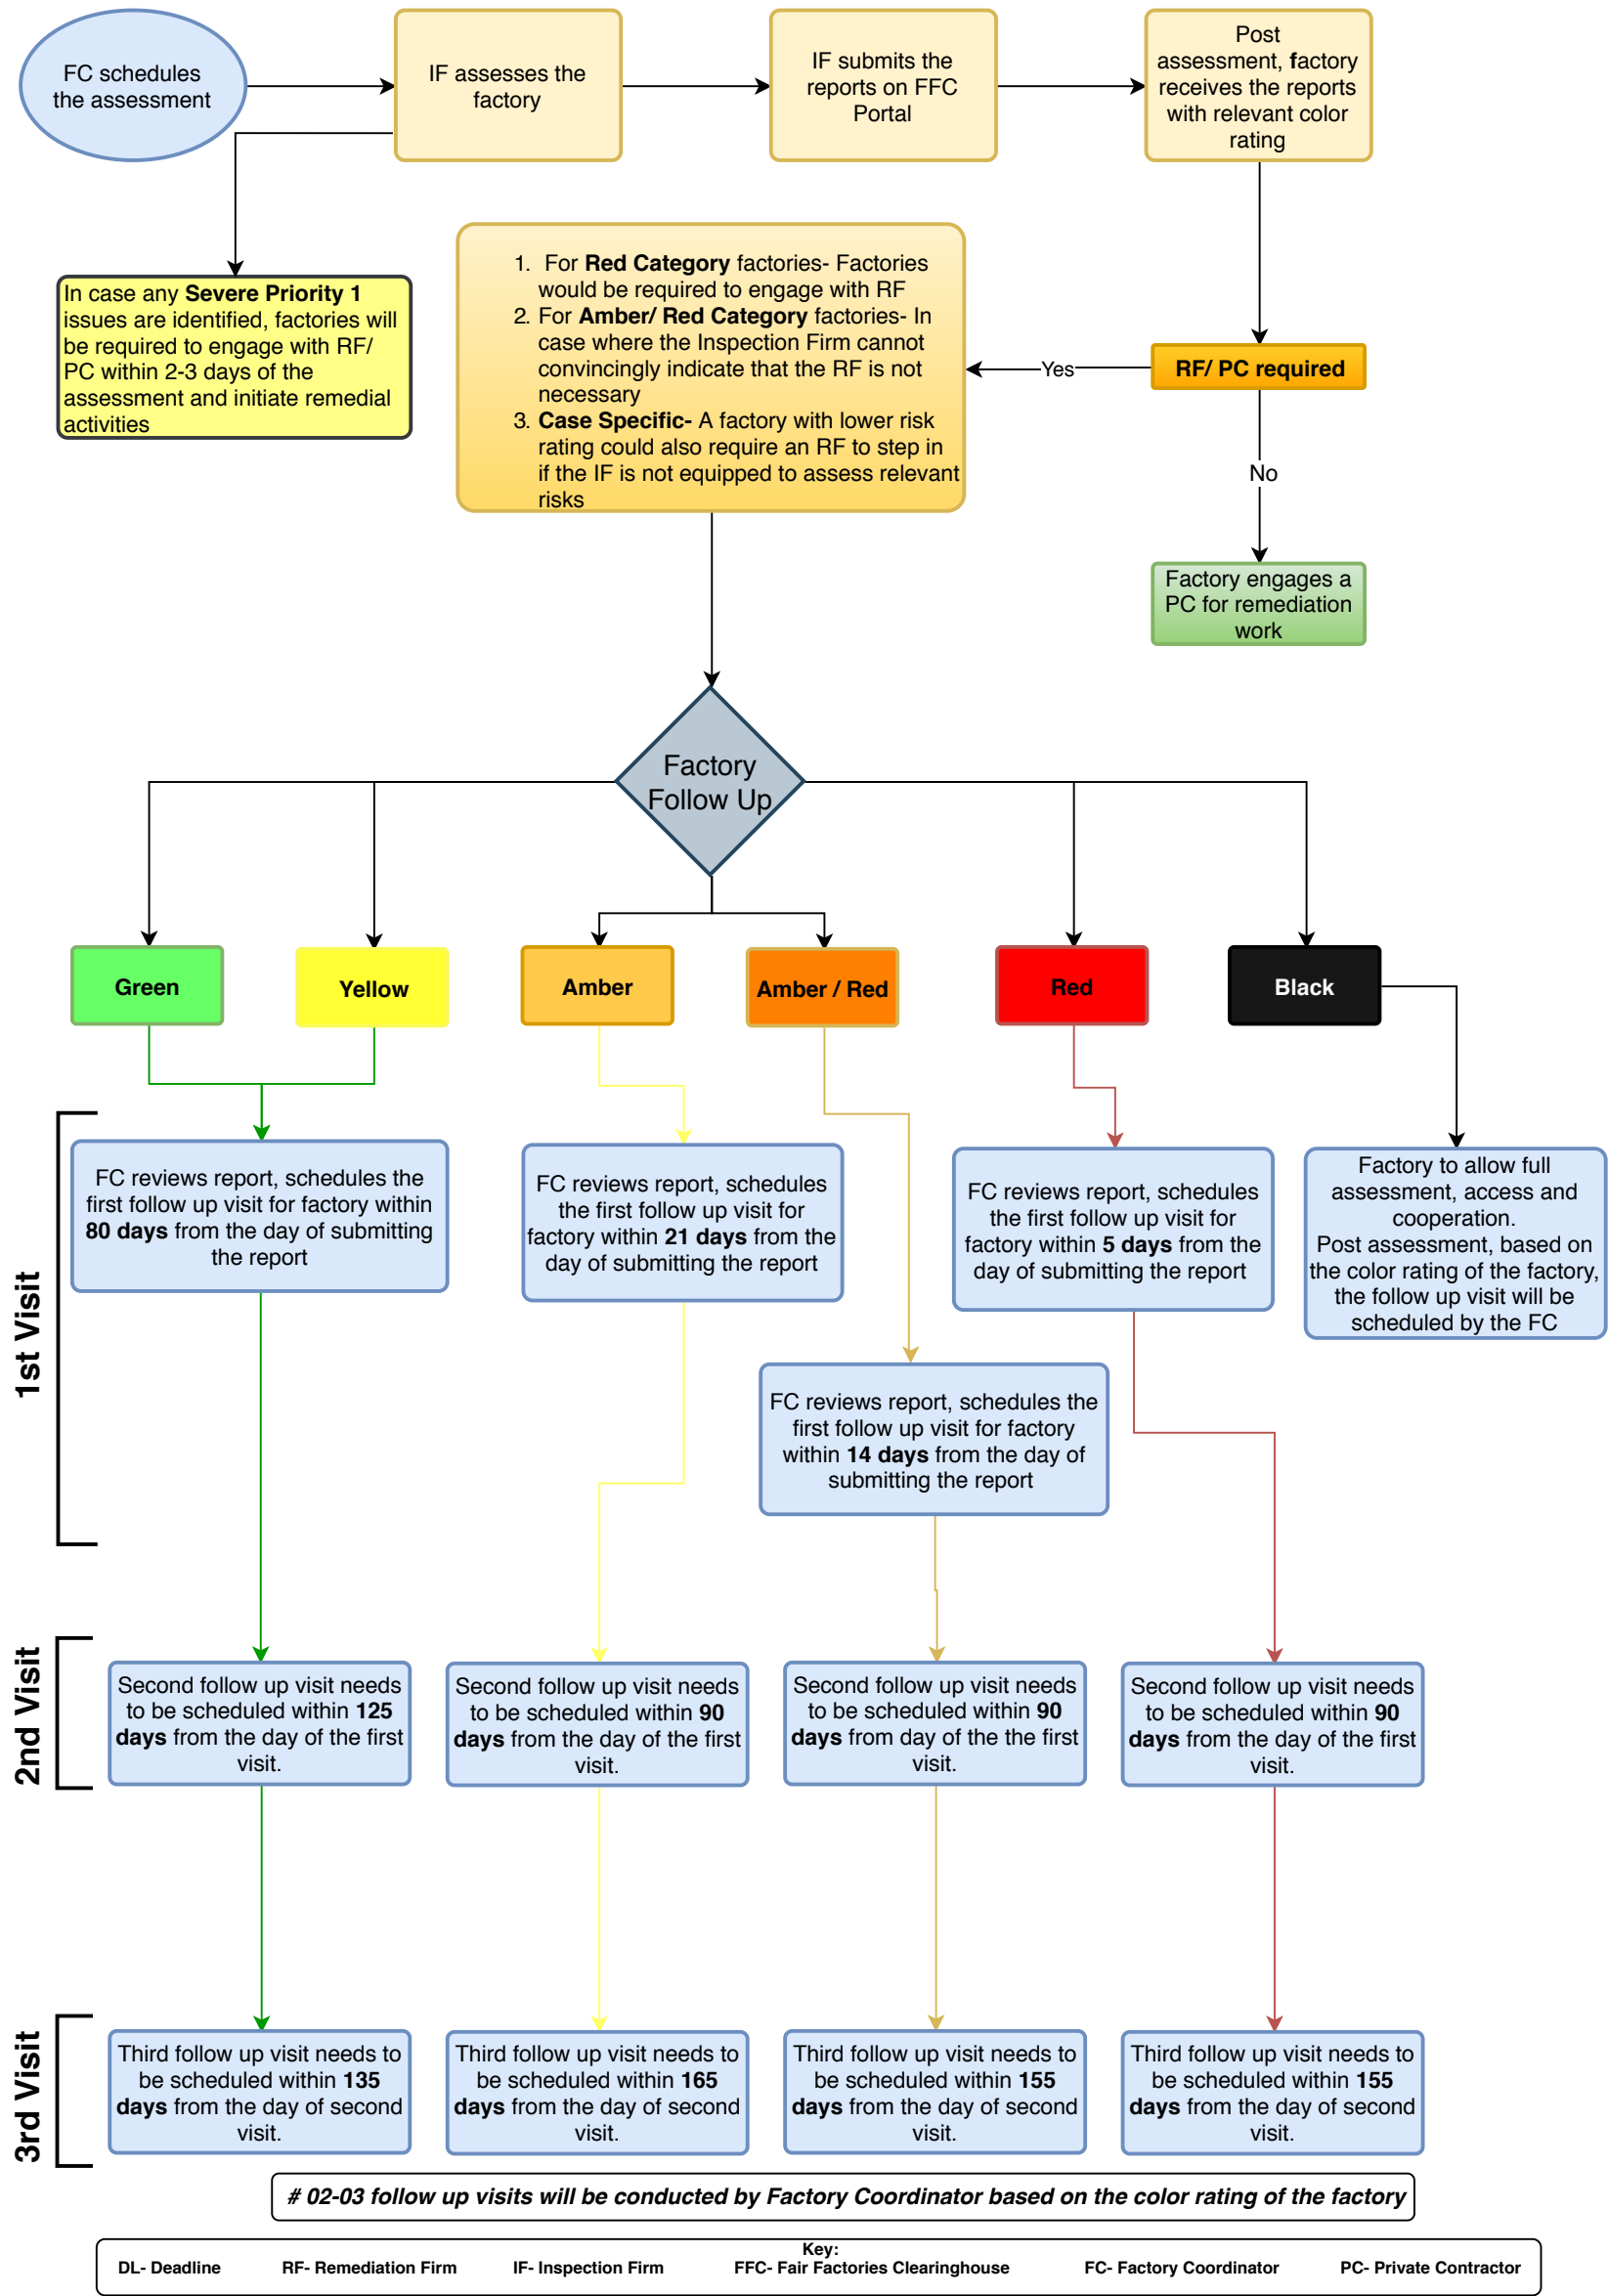 FC schedules
the assessment
IF assesses the
factory
IF submits the
reports on FFC
Portal
Post
assessment, factory
receives the reports
with relevant color
rating
In case any Severe Priority 1
issues are identified, factories will
be required to engage with RF/
PC within 2-3 days of the
assessment and initiate remedial
activities
1. For Red Category factories- Factories
would be required to engage with RF
2. For Amber/ Red Category factories- In
case where the Inspection Firm cannot
convincingly indicate that the RF is not
necessary
3. Case Specific- A factory with lower risk
rating could also require an RF to step in
if the IF is not equipped to assess relevant
risks
Yes
RF/ PC required
No
Factory engages a
PC for remediation
work
Factory
Follow Up
Green
Yellow
Amber
Amber / Red
Red
Black
1st Visit
FC reviews report, schedules the
first follow up visit for factory within
80 days from the day of submitting
the report
FC reviews report, schedules
the first follow up visit for
factory within 21 days from the
day of submitting the report
FC reviews report, schedules the
first follow up visit for factory
within 14 days from the day of
submitting the report
FC reviews report, schedules
the first follow up visit for
factory within 5 days from the
day of submitting the report
Factory to allow full
assessment, access and
cooperation.
Post assessment, based on
the color rating of the factory,
the follow up visit will be
scheduled by the FC
2nd Visit
Second follow up visit needs
to be scheduled within 125
days from the day of the first
visit.
Second follow up visit needs
to be scheduled within 90
days from the day of the first
visit.
Second follow up visit needs
to be scheduled within 90
days from day of the the first
visit.
Second follow up visit needs
to be scheduled within 90
days from the day of the first
visit.
3rd Visit
Third follow up visit needs to
be scheduled within 135
days from the day of second
visit.
Third follow up visit needs to
be scheduled within 165
days from the day of second
visit.
Third follow up visit needs to
be scheduled within 155
days from the day of second
visit.
Third follow up visit needs to
be scheduled within 155
days from the day of second
visit.
# 02-03 follow up visits will be conducted by Factory Coordinator based on the color rating of the factory
Key:
DL- Deadline RF- Remediation Firm IF- Inspection Firm FFC- Fair Factories Clearinghouse FC- Factory Coordinator PC- Private Contractor